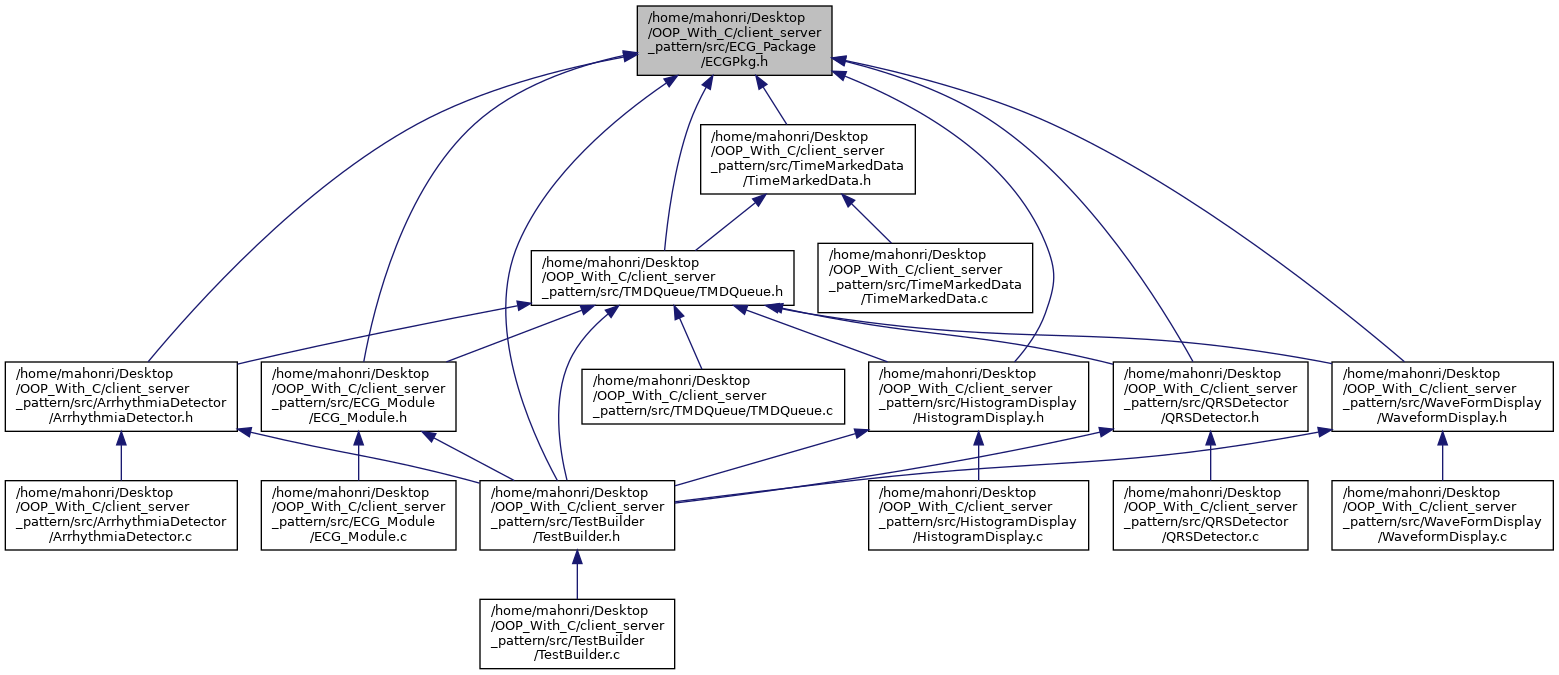 /home/mahonri/Desktop
/OOP_With_C/client_server
_pattern/src/ECG_Package
/ECGPkg.h
/home/mahonri/Desktop
/OOP_With_C/client_server
_pattern/src/TimeMarkedData
/TimeMarkedData.h
/home/mahonri/Desktop
/OOP_With_C/client_server
_pattern/src/TMDQueue/TMDQueue.h
/home/mahonri/Desktop
/OOP_With_C/client_server
_pattern/src/TimeMarkedData
/TimeMarkedData.c
/home/mahonri/Desktop
/OOP_With_C/client_server
_pattern/src/ArrhythmiaDetector
/ArrhythmiaDetector.h
/home/mahonri/Desktop
/OOP_With_C/client_server
_pattern/src/ECG_Module
/ECG_Module.h
/home/mahonri/Desktop
/OOP_With_C/client_server
_pattern/src/TMDQueue/TMDQueue.c
/home/mahonri/Desktop
/OOP_With_C/client_server
_pattern/src/HistogramDisplay
/HistogramDisplay.h
/home/mahonri/Desktop
/OOP_With_C/client_server
_pattern/src/QRSDetector
/QRSDetector.h
/home/mahonri/Desktop
/OOP_With_C/client_server
_pattern/src/WaveFormDisplay
/WaveformDisplay.h
/home/mahonri/Desktop
/OOP_With_C/client_server
_pattern/src/ArrhythmiaDetector
/ArrhythmiaDetector.c
/home/mahonri/Desktop
/OOP_With_C/client_server
_pattern/src/ECG_Module
/ECG_Module.c
/home/mahonri/Desktop
/OOP_With_C/client_server
_pattern/src/TestBuilder
/TestBuilder.h
/home/mahonri/Desktop
/OOP_With_C/client_server
_pattern/src/HistogramDisplay
/HistogramDisplay.c
/home/mahonri/Desktop
/OOP_With_C/client_server
_pattern/src/QRSDetector
/QRSDetector.c
/home/mahonri/Desktop
/OOP_With_C/client_server
_pattern/src/WaveFormDisplay
/WaveformDisplay.c
/home/mahonri/Desktop
/OOP_With_C/client_server
_pattern/src/TestBuilder
/TestBuilder.c